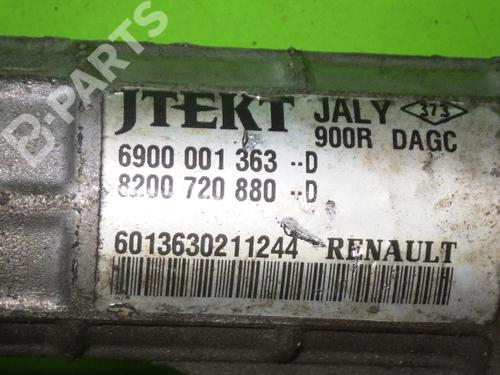 JTEKT JALY 373
900R DAGC
6900 001 363 --D
8200 720 880 --D
6013630211244 RENAULT
B-PARTS